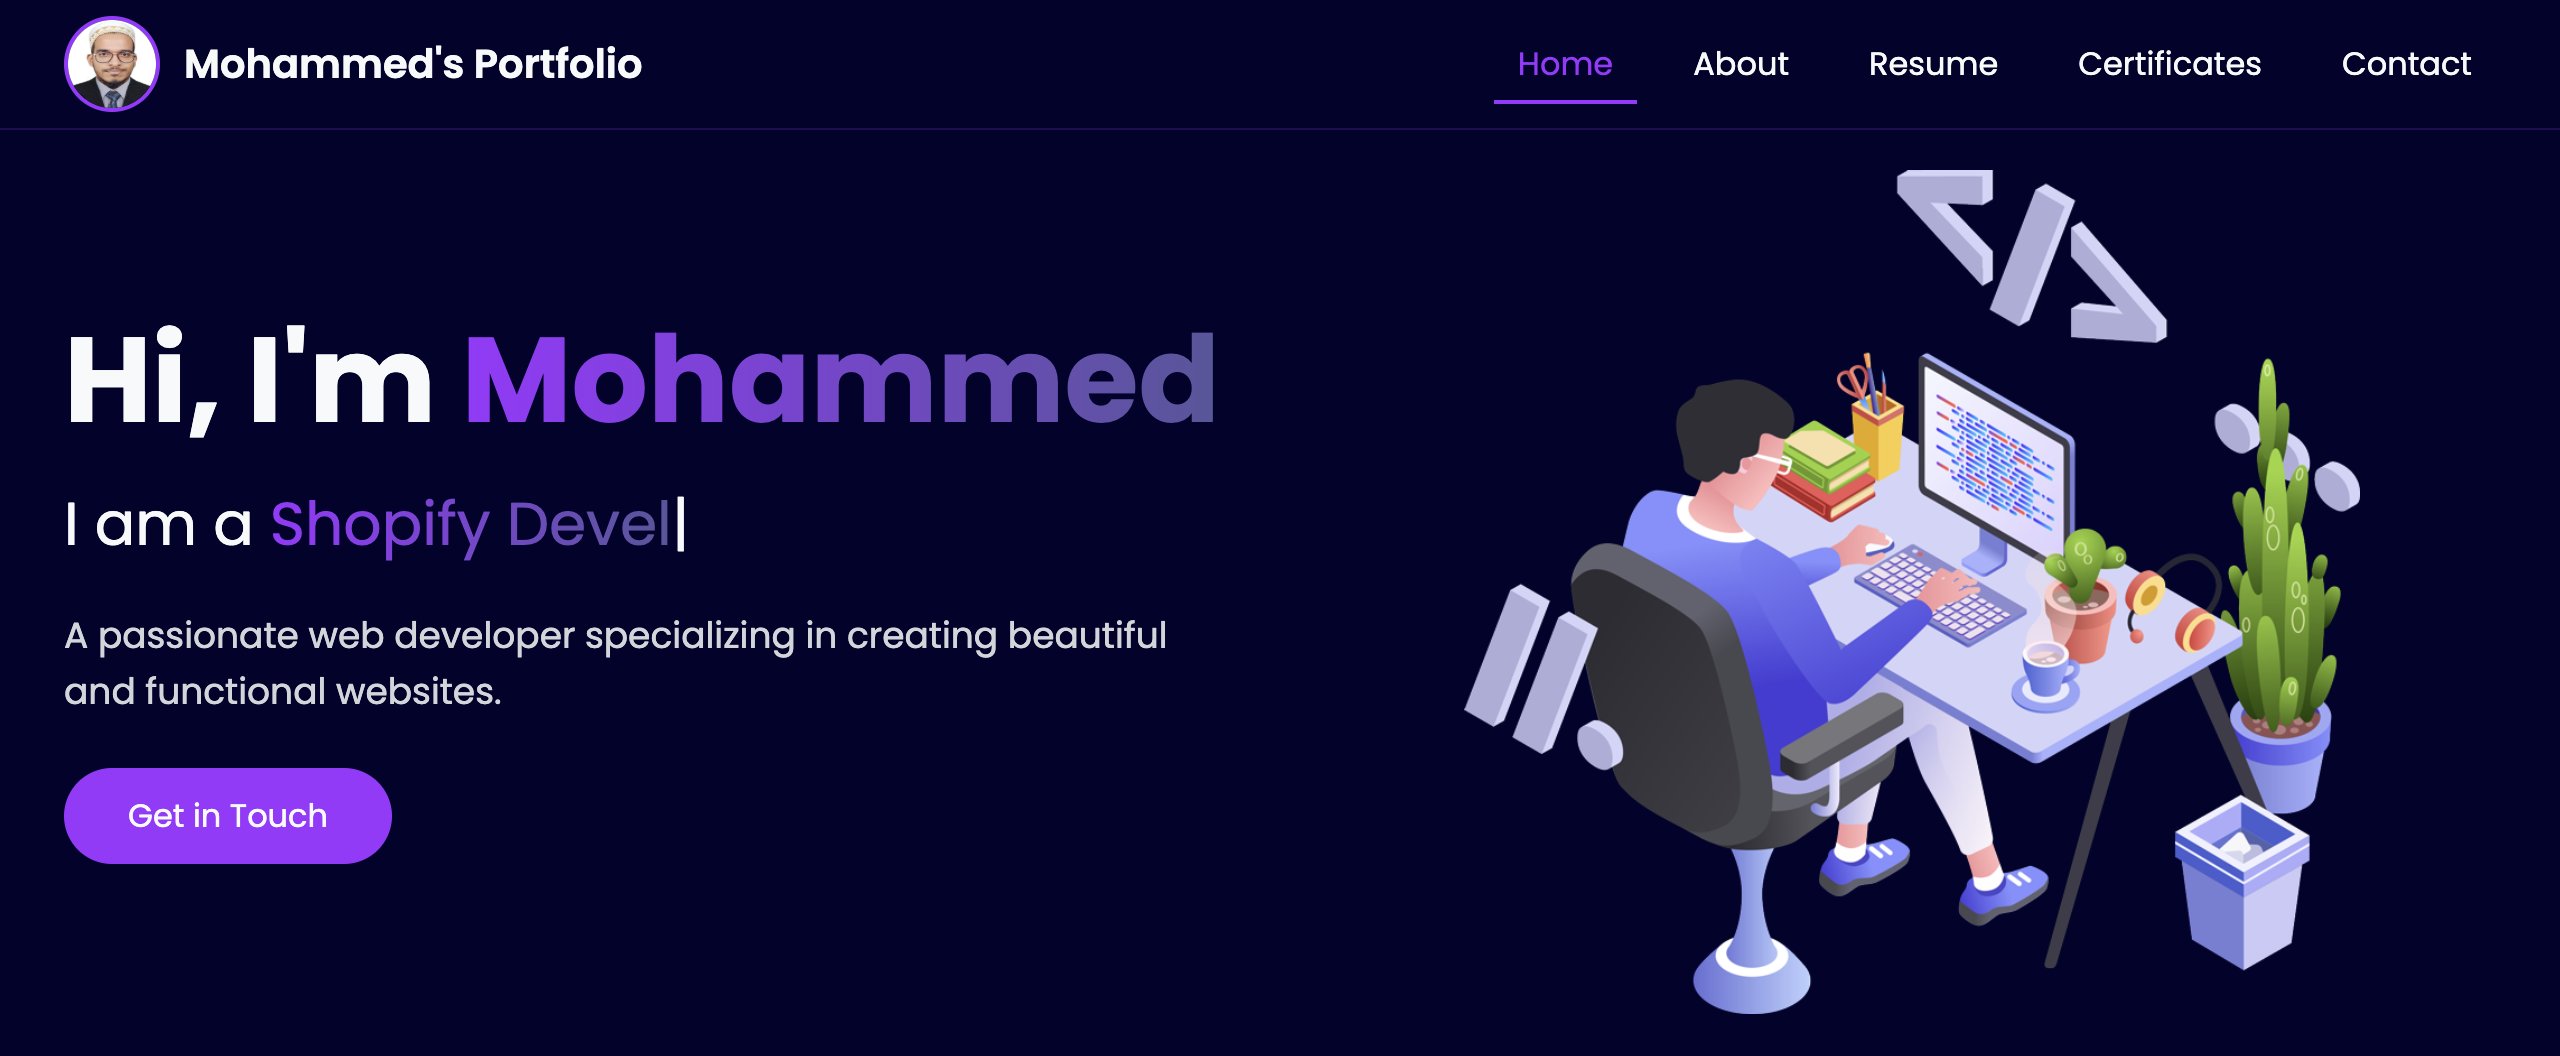 Mohammed's Portfolio
Home About Resume Certificates Contact
Hi, I'm Mohammed
I am a Shopify Devel|
A passionate web developer specializing in creating beautiful
and functional websites.
Get in Touch